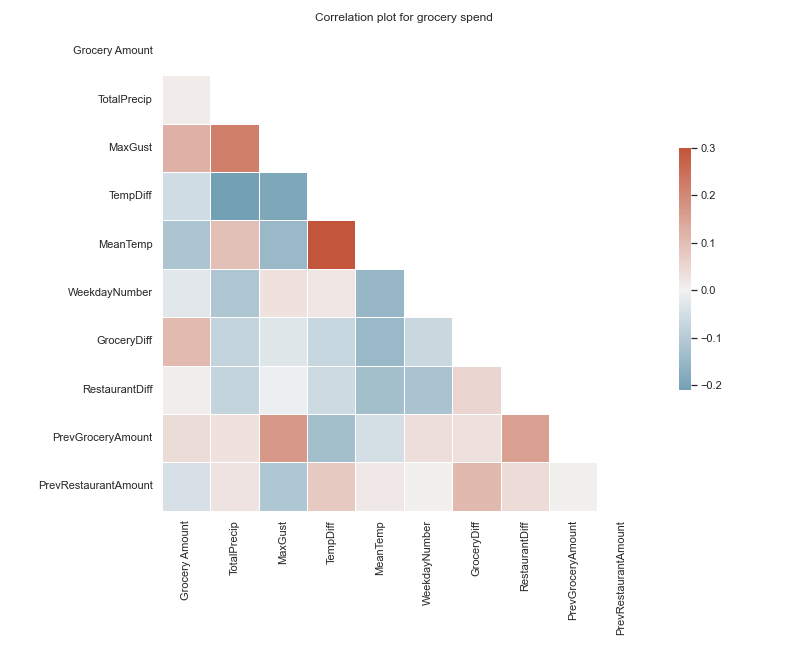 Correlation plot for grocery spend
Grocery Amount
TotalPrecip
MaxGust
TempDiff
MeanTemp
WeekdayNumber
GroceryDiff
RestaurantDiff
PrevGroceryAmount
PrevRestaurantAmount
0.3
0.2
0.1
0.0
−0.1
−0.2
Grocery Amount
TotalPrecip
MaxGust
TempDiff
MeanTemp
WeekdayNumber
GroceryDiff
RestaurantDiff
PrevGroceryAmount
PrevRestaurantAmount